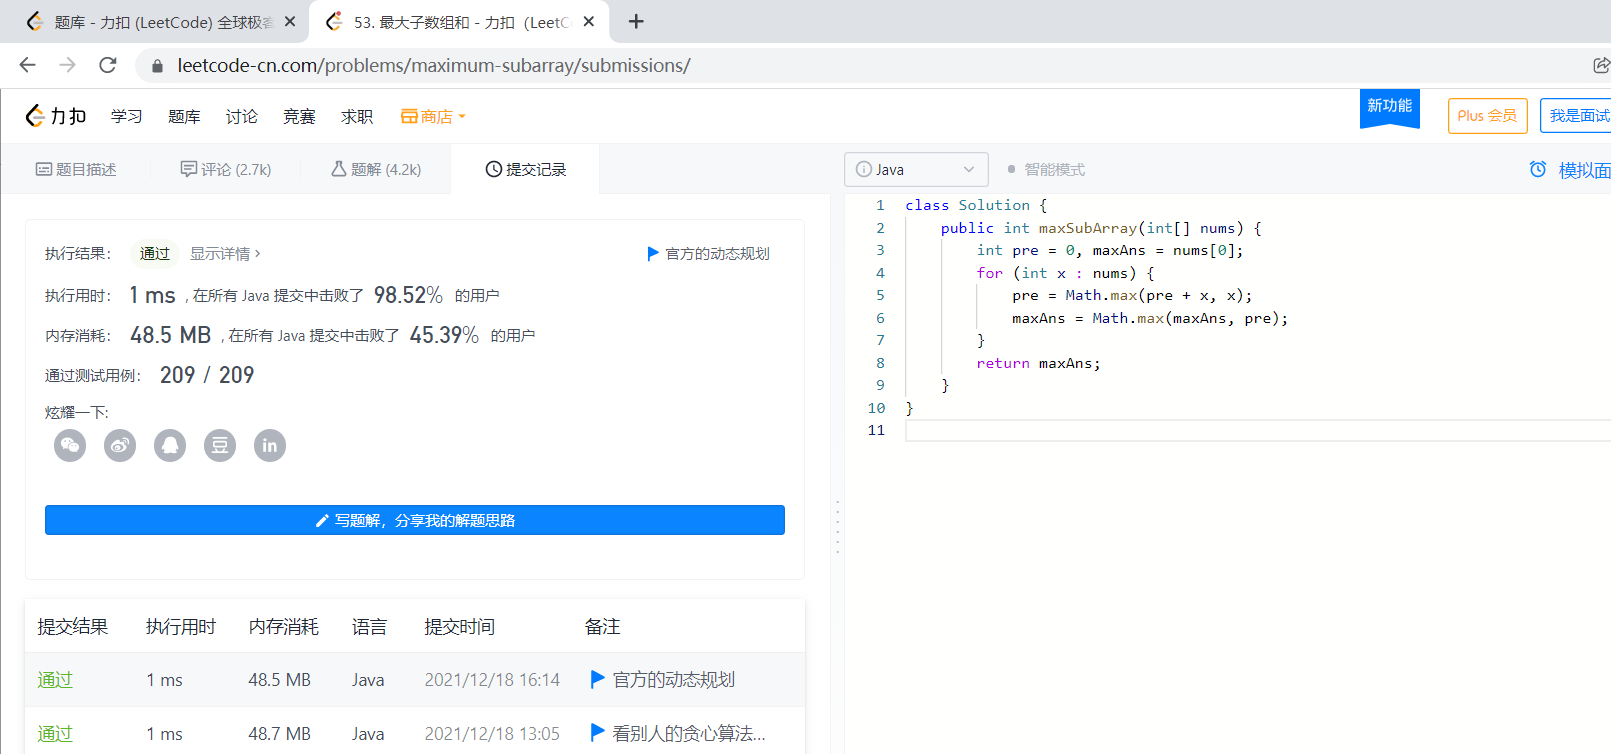 题库 - 力扣 (LeetCode) 全球极客
53. 最大子数组和 - 力扣 (LeetCo
leetcode-cn.com/problems/maximum-subarray/submissions/
力扣 学习 题库 讨论 竞赛 求职 商店 新功能 Plus 会员 我是面试
题目描述 评论 (2.7k) 题解 (4.2k) 提交记录
执行结果： 通过 显示详情 › 官方的动态规划
执行用时： 1 ms , 在所有 Java 提交中击败了 98.52% 的用户
内存消耗： 48.5 MB , 在所有 Java 提交中击败了 45.39% 的用户
通过测试用例： 209 / 209
炫耀一下:
豆 in
写题解，分享我的解题思路
提交结果 执行用时 内存消耗 语言 提交时间 备注
通过 1 ms 48.5 MB Java 2021/12/18 16:14 官方的动态规划
通过 1 ms 48.7 MB Java 2021/12/18 13:05 看别人的贪心算法...
Java 智能模式 模拟面
1 class Solution {
2 public int maxSubArray(int[] nums) {
3 int pre = 0, maxAns = nums[0];
4 for (int x : nums) {
5 pre = Math.max(pre + x, x);
6 maxAns = Math.max(maxAns, pre);
7 }
8 return maxAns;
9 }
10 }
11